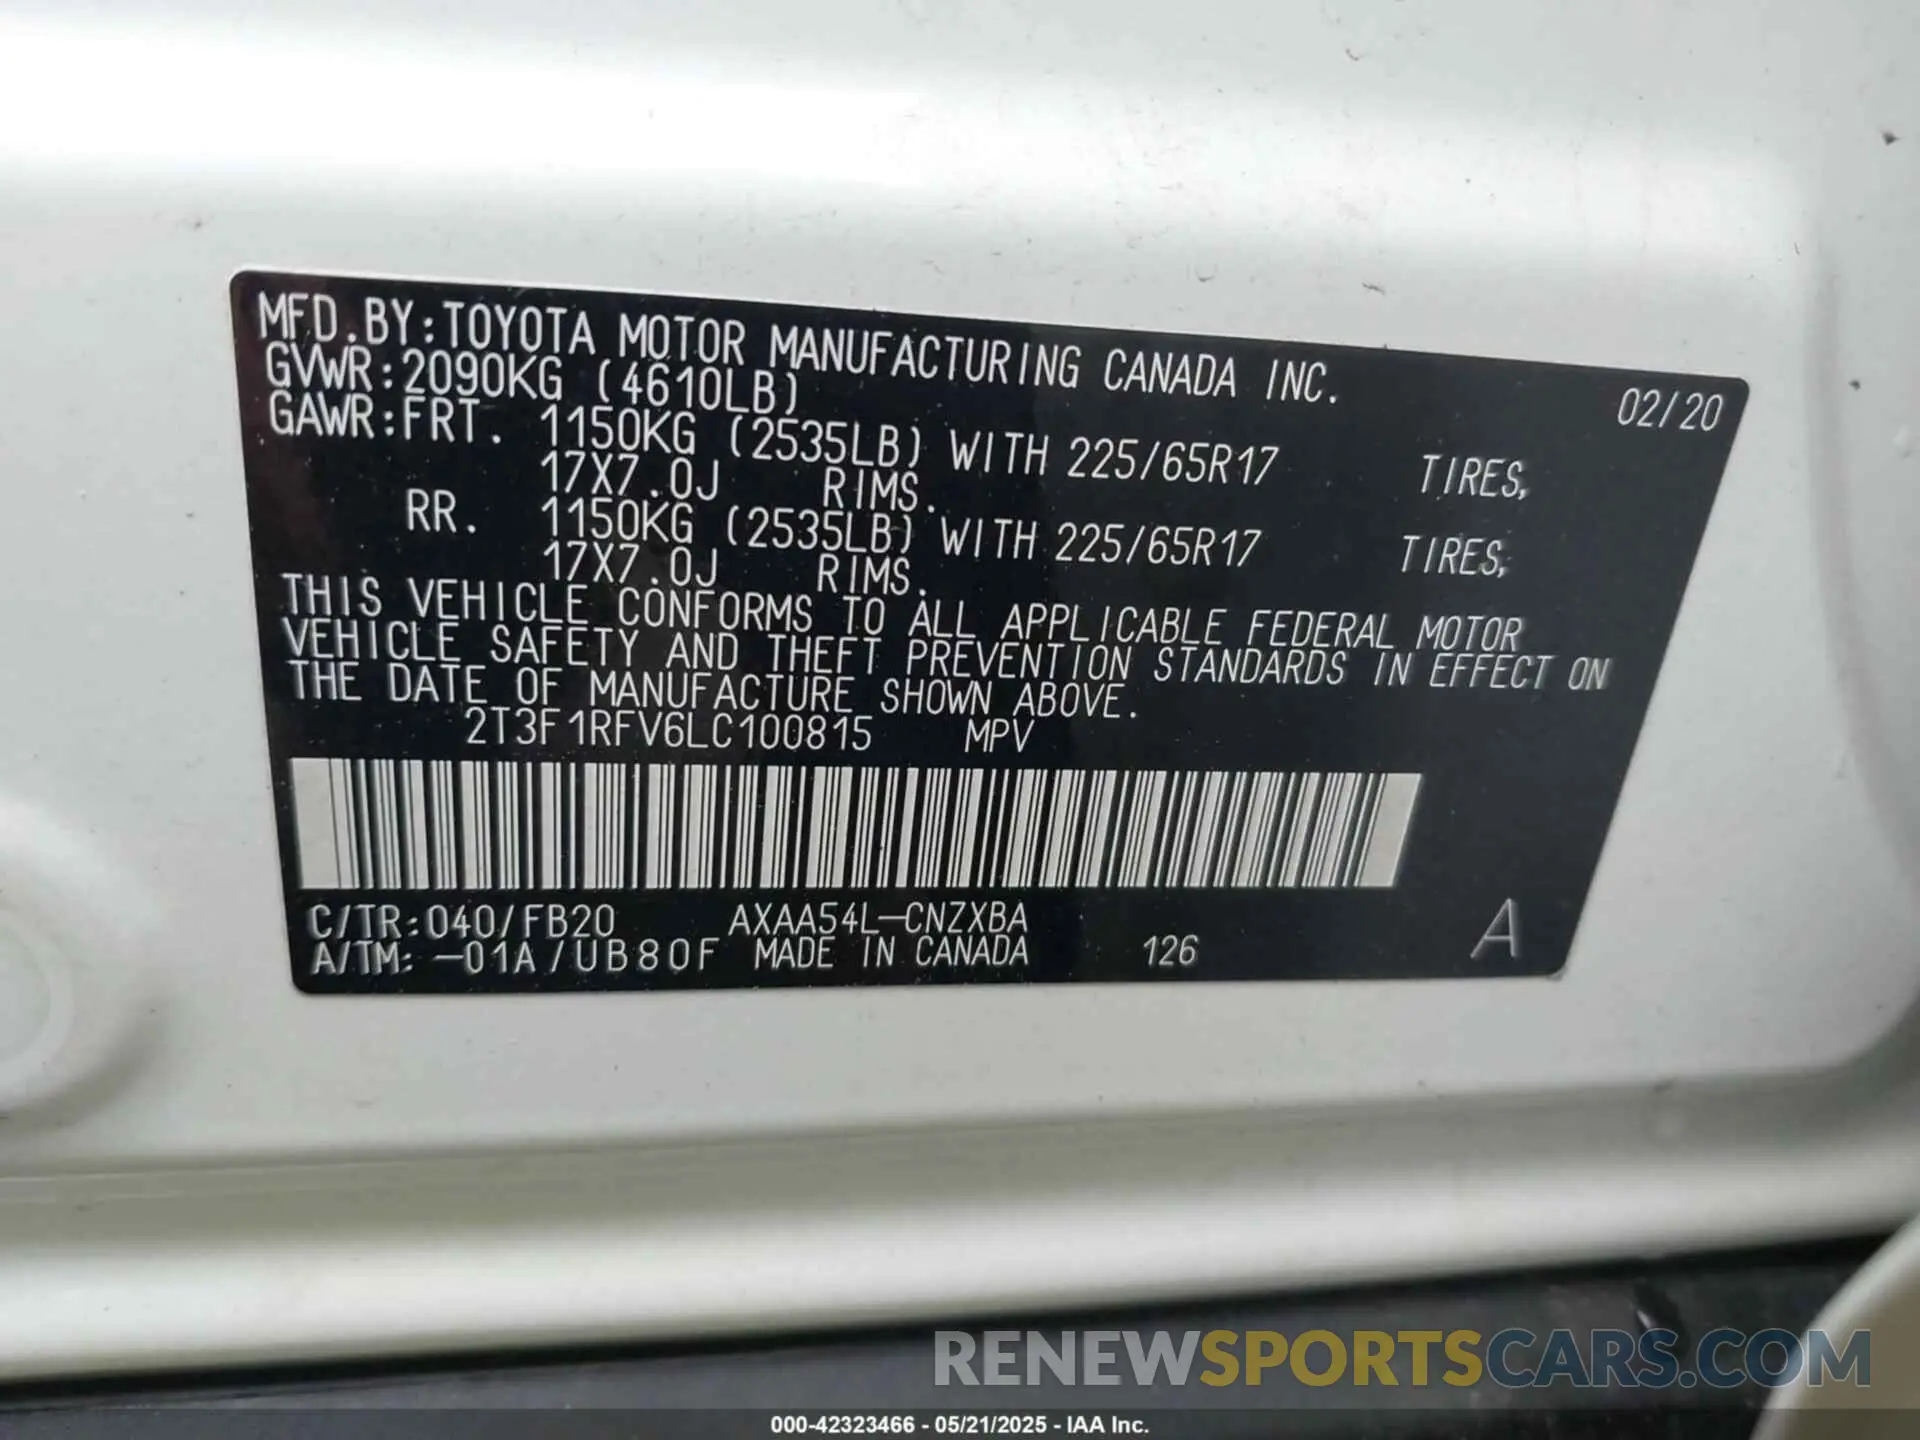 MFD.BY:TOYOTA MOTOR MANUFACTURING CANADA INC.
GVWR:2090KG (4610LB) 02/20
GAWR:FRT. 1150KG (2535LB) WITH 225/65R17 TIRES,
17X7.0J RIMS.
RR. 1150KG (2535LB) WITH 225/65R17 TIRES,
17X7.0J RIMS.
THIS VEHICLE CONFORMS TO ALL APPLICABLE FEDERAL MOTOR
VEHICLE SAFETY AND THEFT PREVENTION STANDARDS IN EFFECT ON
THE DATE OF MANUFACTURE SHOWN ABOVE.
2T3F1RFV6LC100815 MPV
C/TR:040/FB20 AXAA54L-CNZXBA
A/TM:-01A/UB80F MADE IN CANADA 126 A
RENEWSPORTSCARS.COM
000-42323466 - 05/21/2025 - IAA Inc.